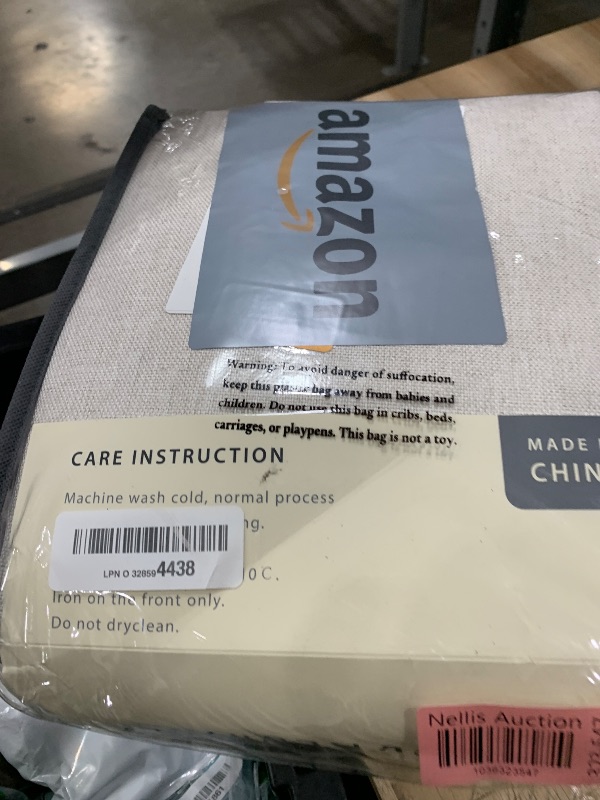 amazon
Warning: To avoid danger of suffocation,
keep this plastic bag away from babies and
children. Do not use this bag in cribs, beds,
carriages, or playpens. This bag is not a toy.
MADE
CHIN
CARE INSTRUCTION
Machine wash cold, normal process
ng.
LPN O 328594438
0C.
Iron on the front only.
Do not dryclean.
Nellis Auction
1039323547